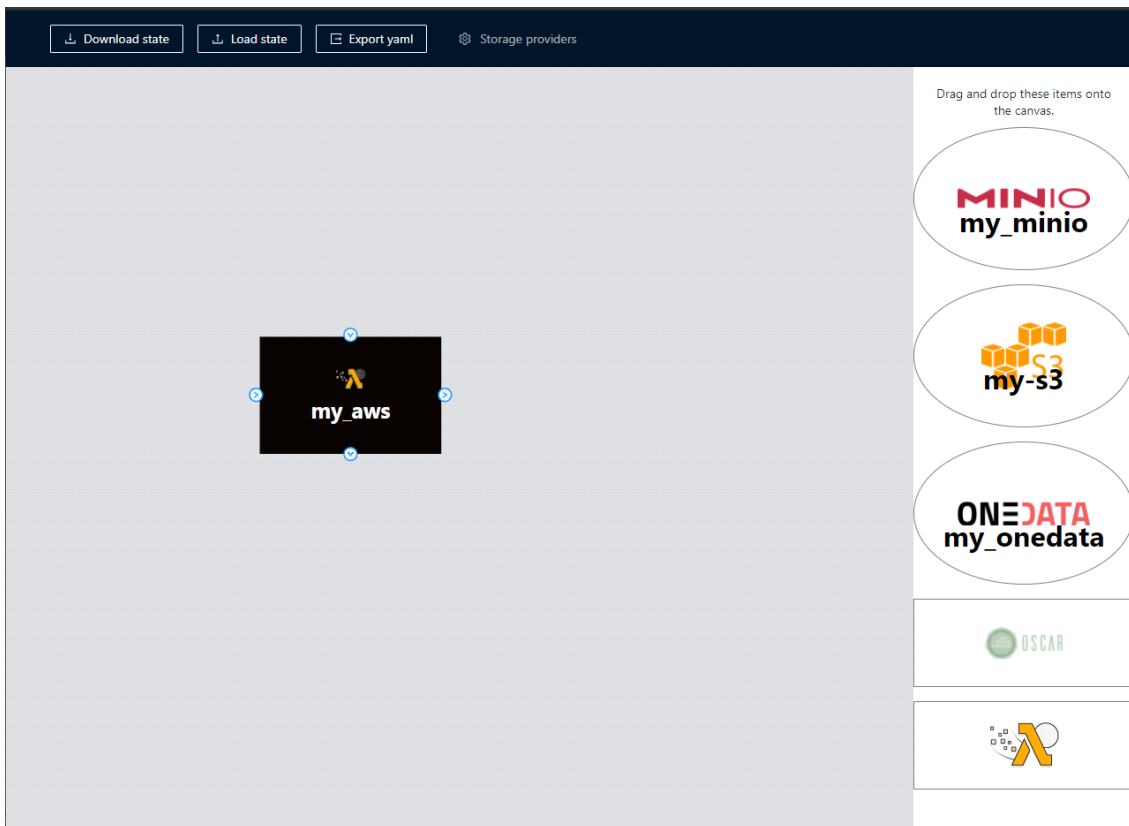 Download state
Load state
Export yaml
Storage providers
Drag and drop these items onto
the canvas.
MINIO
my_minio
S3
my-s3
ONEDATA
my_onedata
my_aws
OSCAR